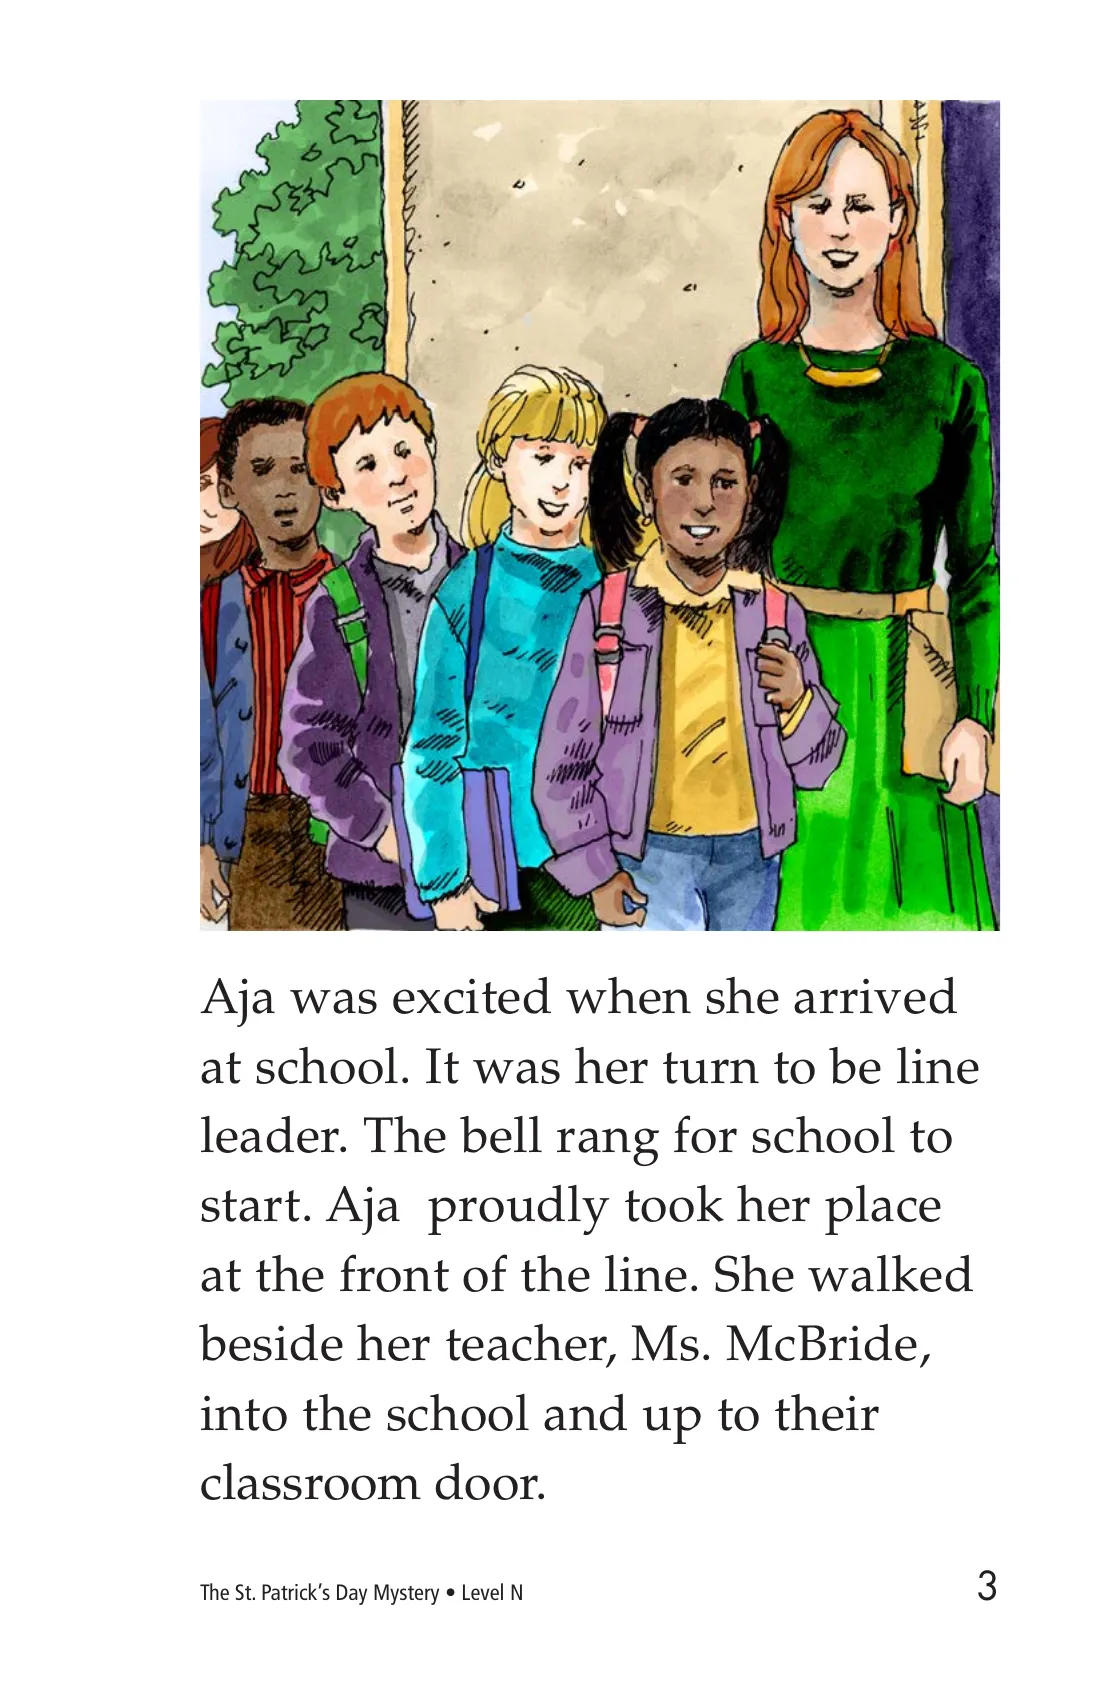 Aja was excited when she arrived
at school. It was her turn to be line
leader. The bell rang for school to
start. Aja  proudly took her place
at the front of the line. She walked
beside her teacher, Ms. McBride,
into the school and up to their
classroom door.
The St. Patrick’s Day Mystery • Level N
3